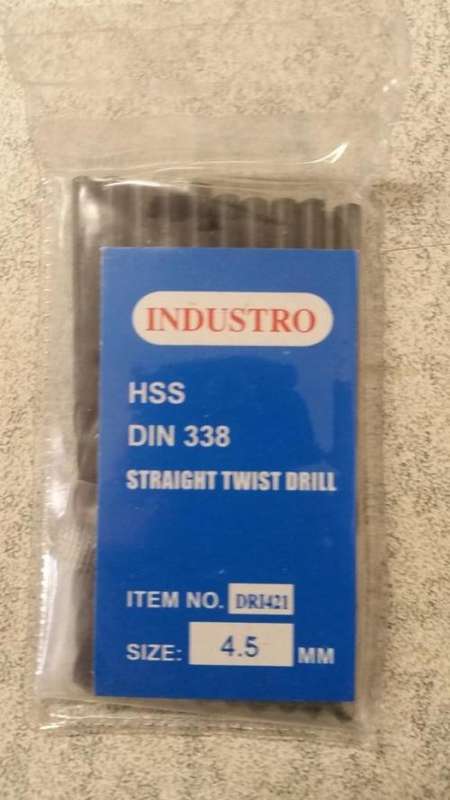 INDUSTRO
HSS
DIN 338
STRAIGHT TWIST DRILL
ITEM NO. DRI421
SIZE: 4.5 MM